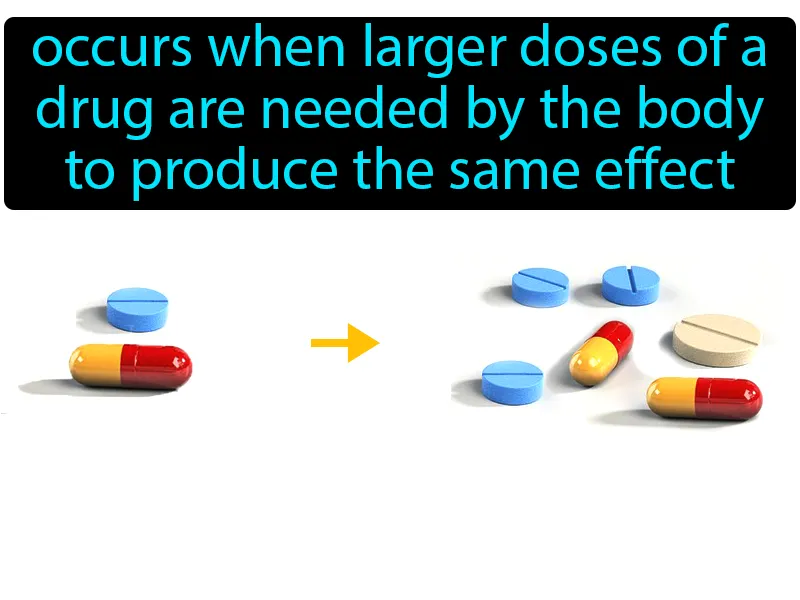 occurs when larger doses of a
drug are needed by the body
to produce the same effect